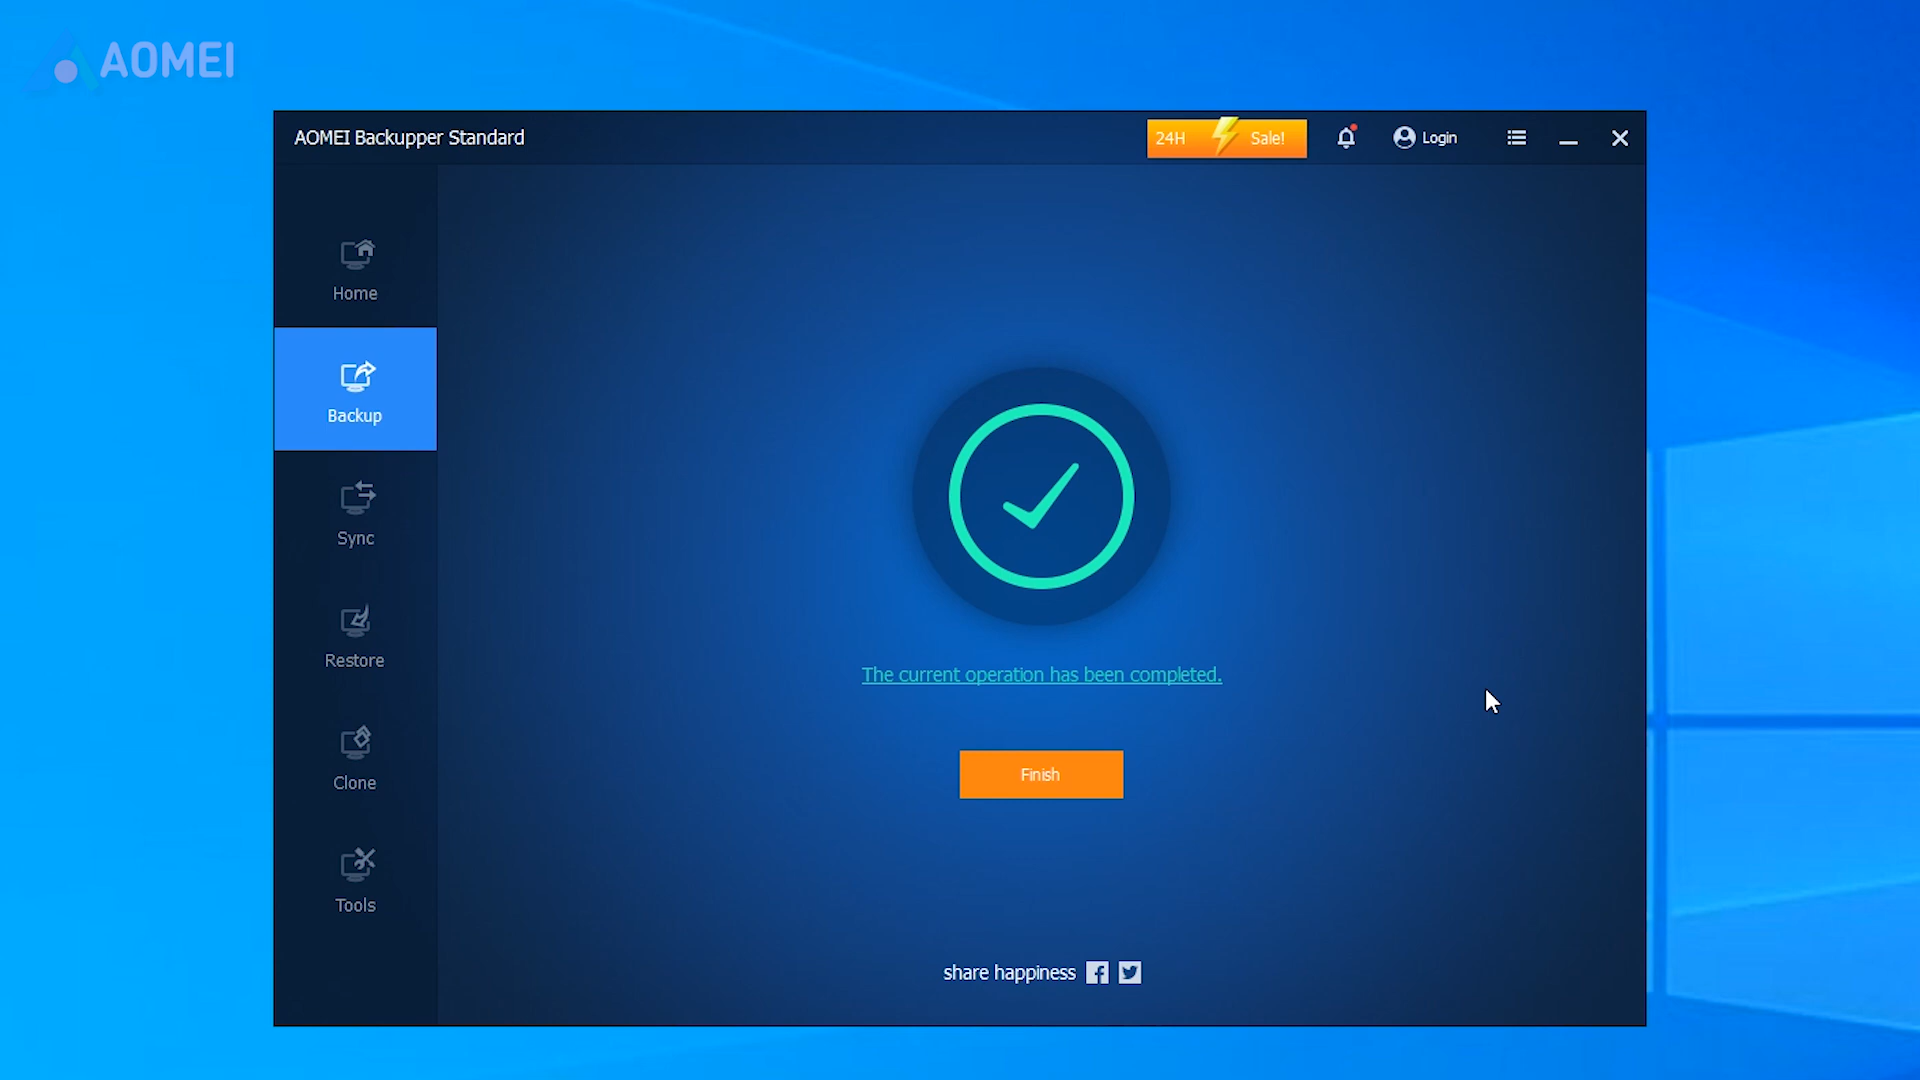 AOMEI
AOMEI Backupper Standard
24H Sale!
Login
Home
Backup
Sync
Restore
Clone
Tools
The current operation has been completed.
Finish
share happiness